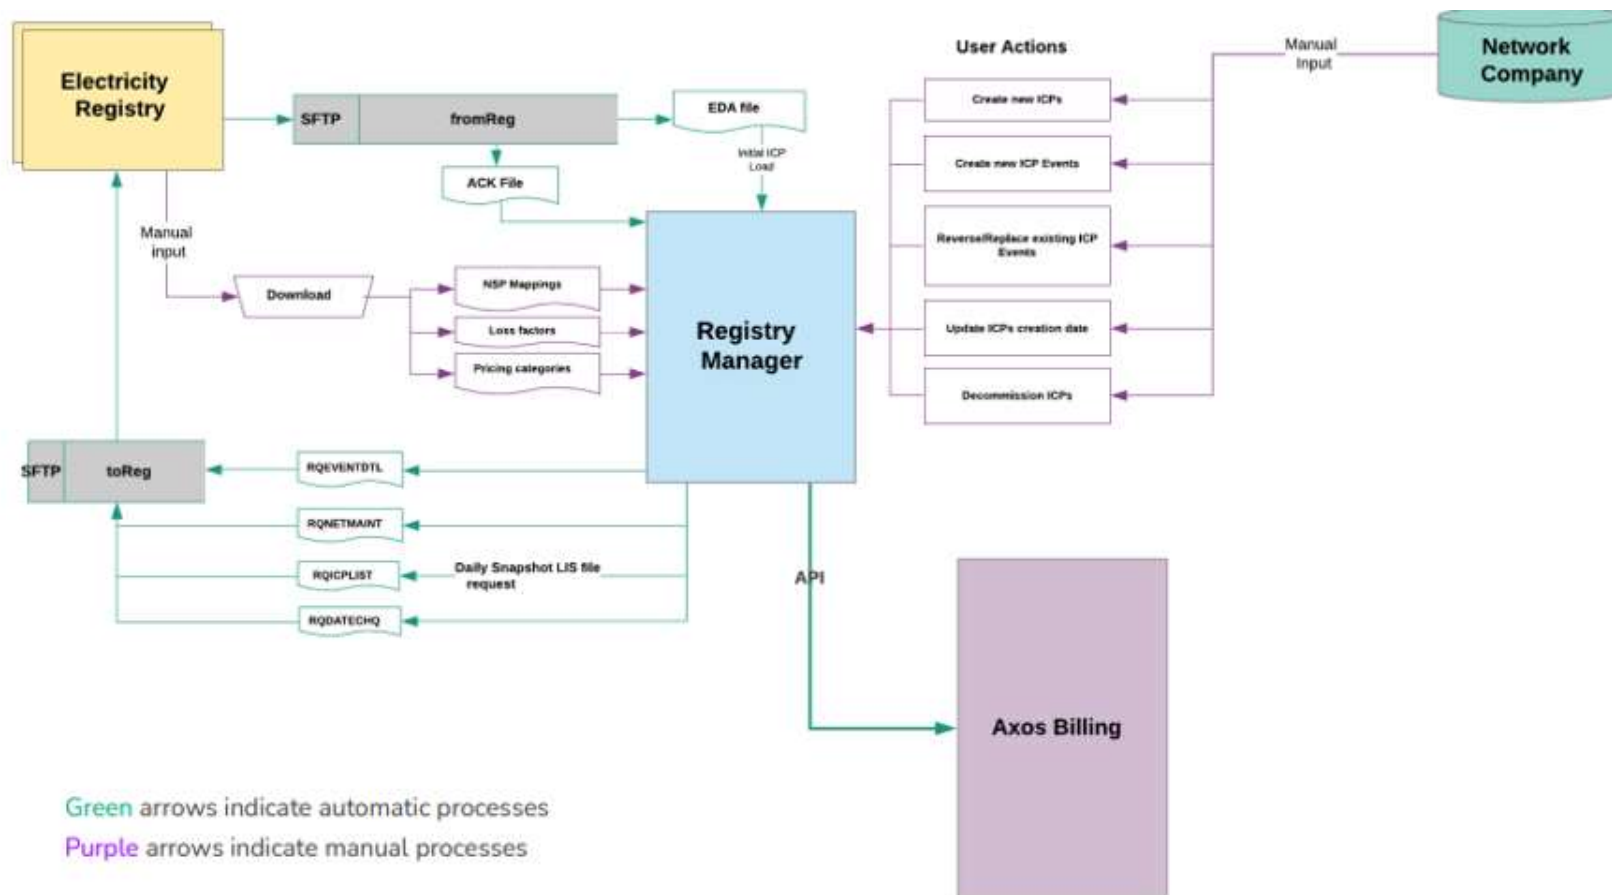 Electricity
Registry
SFTP
fromReg
EDA file
Initial ICP
Load
ACK File
Manual
input
Download
NSP Mappings
Loss factors
Pricing categories
Registry
Manager
User Actions
Create new ICPs
Create new ICP Events
Reverse/Replace existing ICP
Events
Update ICPs creation date
Decommission ICPs
Manual
Input
Network
Company
SFTP
toReg
RQEVENTDTL
RQNETMAINT
RQICPLIST
Daily Snapshot LIS file
request
RQDATECHQ
API
Axos Billing
Green arrows indicate automatic processes
Purple arrows indicate manual processes